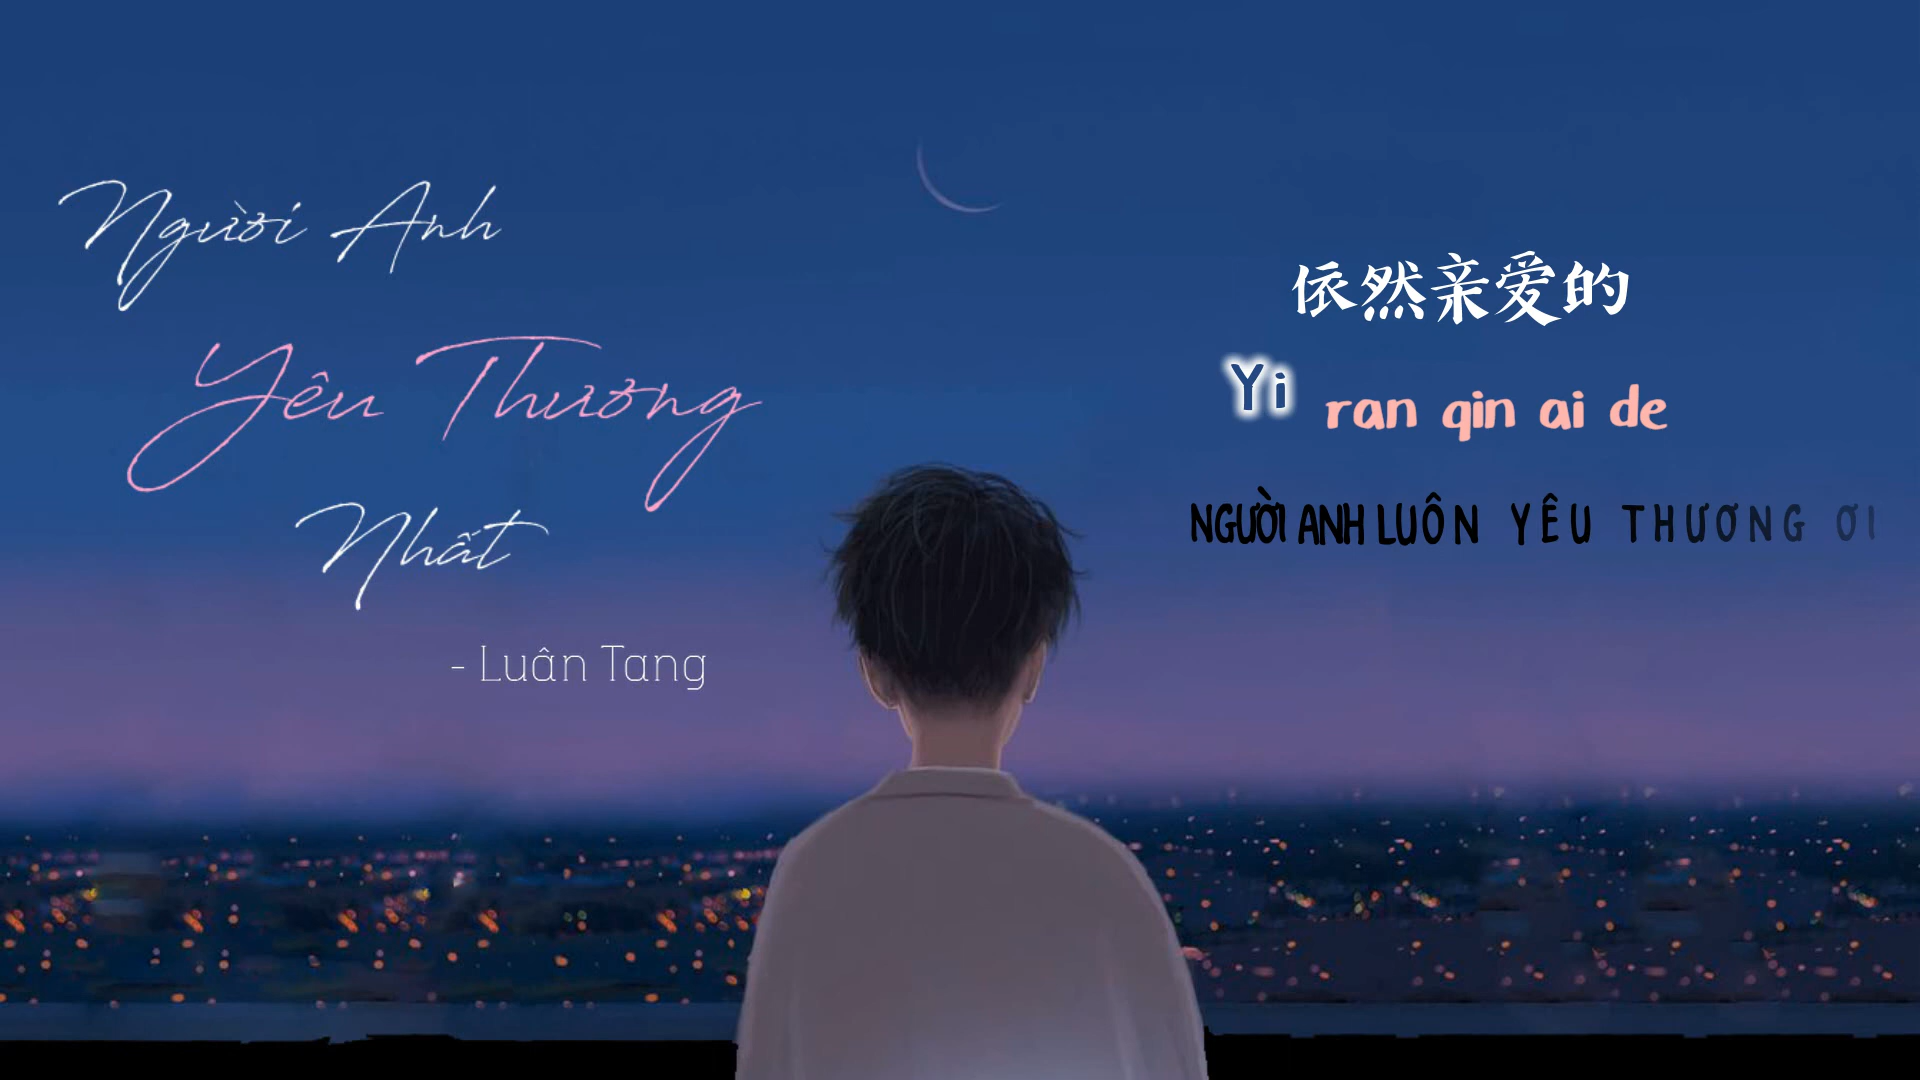 Người Anh
Yêu Thương
Nhất
- Luân Tang
依然亲爱的
Yi ran qin ai de
NGƯỜI ANH LUÔN YÊU THƯƠNG ƠI